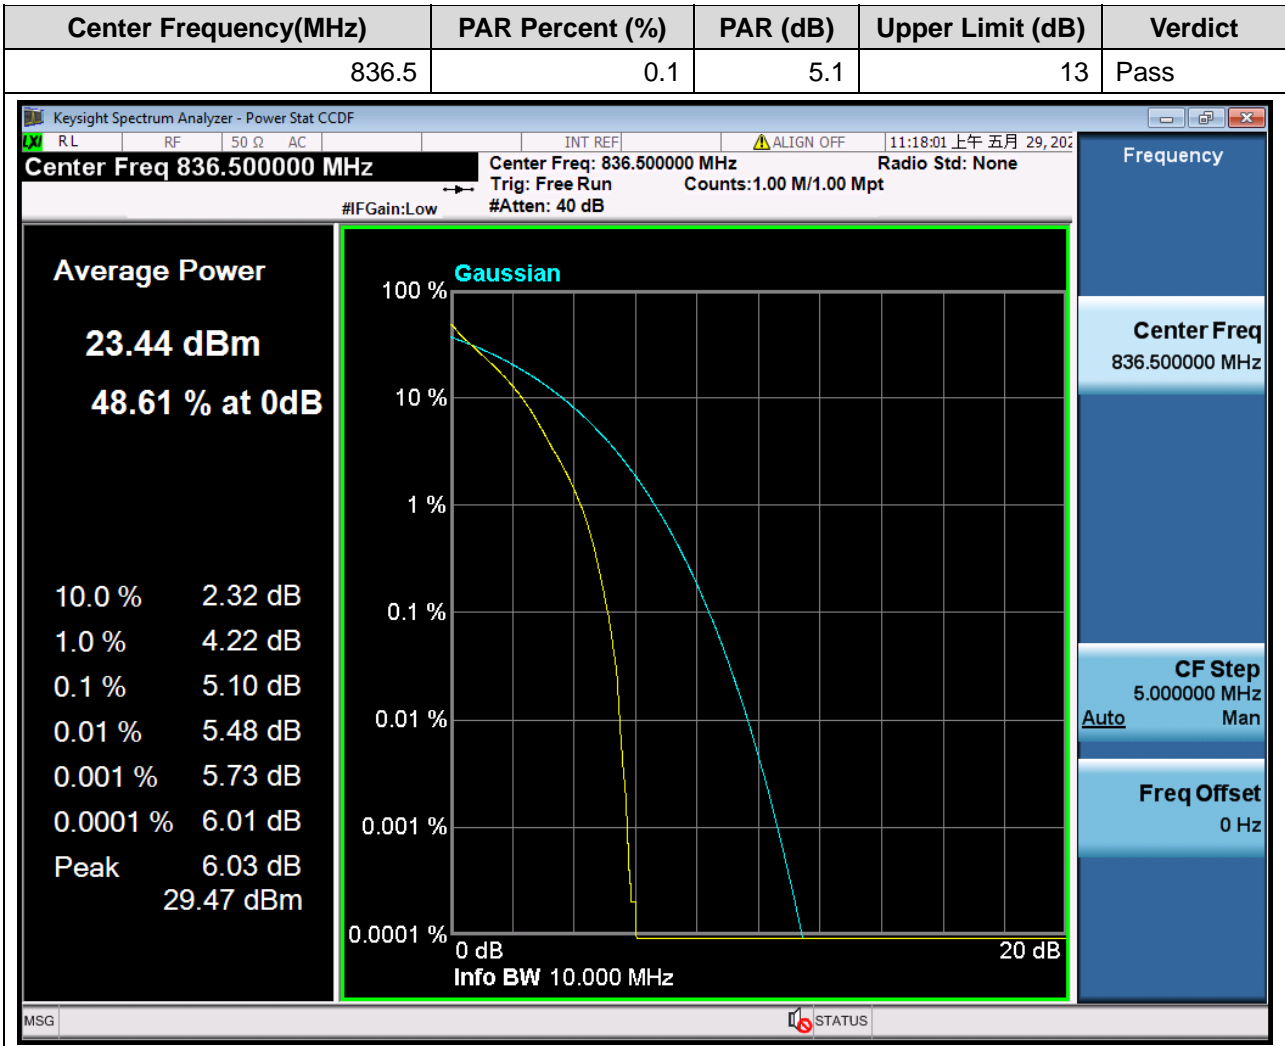 Center Frequency(MHz) PAR Percent (%) PAR (dB) Upper Limit (dB) Verdict
836.5 0.1 5.1 13 Pass
Keysight Spectrum Analyzer - Power Stat CCDF
LXI RL RF 50 Ω AC INT REF ALIGN OFF 11:18:01 上午 五月 29, 202
Center Freq 836.500000 MHz
Center Freq: 836.500000 MHz Radio Std: None
Trig: Free Run Counts:1.00 M/1.00 Mpt
#IFGain:Low #Atten: 40 dB
Frequency
Average Power
23.44 dBm
48.61 % at 0dB
10.0 % 2.32 dB
1.0 % 4.22 dB
0.1 % 5.10 dB
0.01 % 5.48 dB
0.001 % 5.73 dB
0.0001 % 6.01 dB
Peak 6.03 dB
29.47 dBm
Gaussian
100 %
10 %
1 %
0.1 %
0.01 %
0.001 %
0.0001 %
0 dB 20 dB
Info BW 10.000 MHz
Center Freq
836.500000 MHz
CF Step
5.000000 MHz
Auto Man
Freq Offset
0 Hz
MSG STATUS